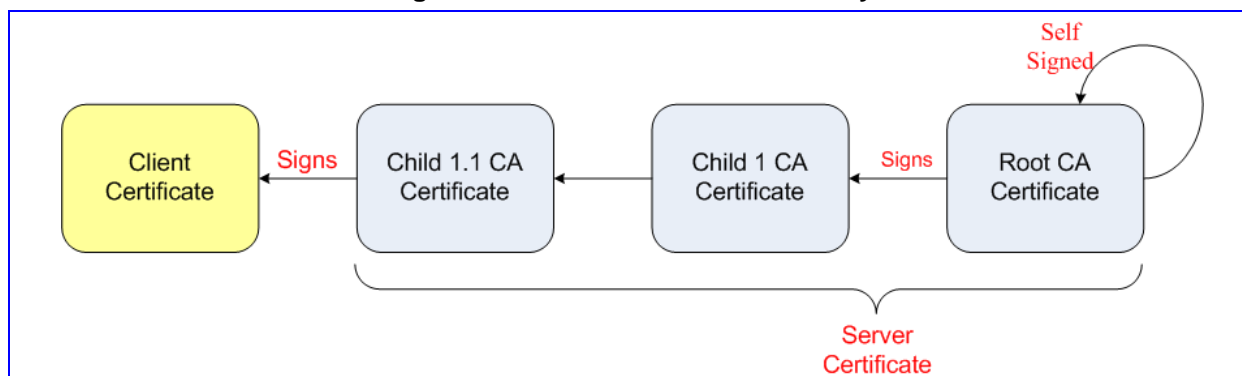 Self
Signed
Client
Certificate
Signs
Child 1.1 CA
Certificate
Child 1 CA
Certificate
Signs
Root CA
Certificate
Server
Certificate